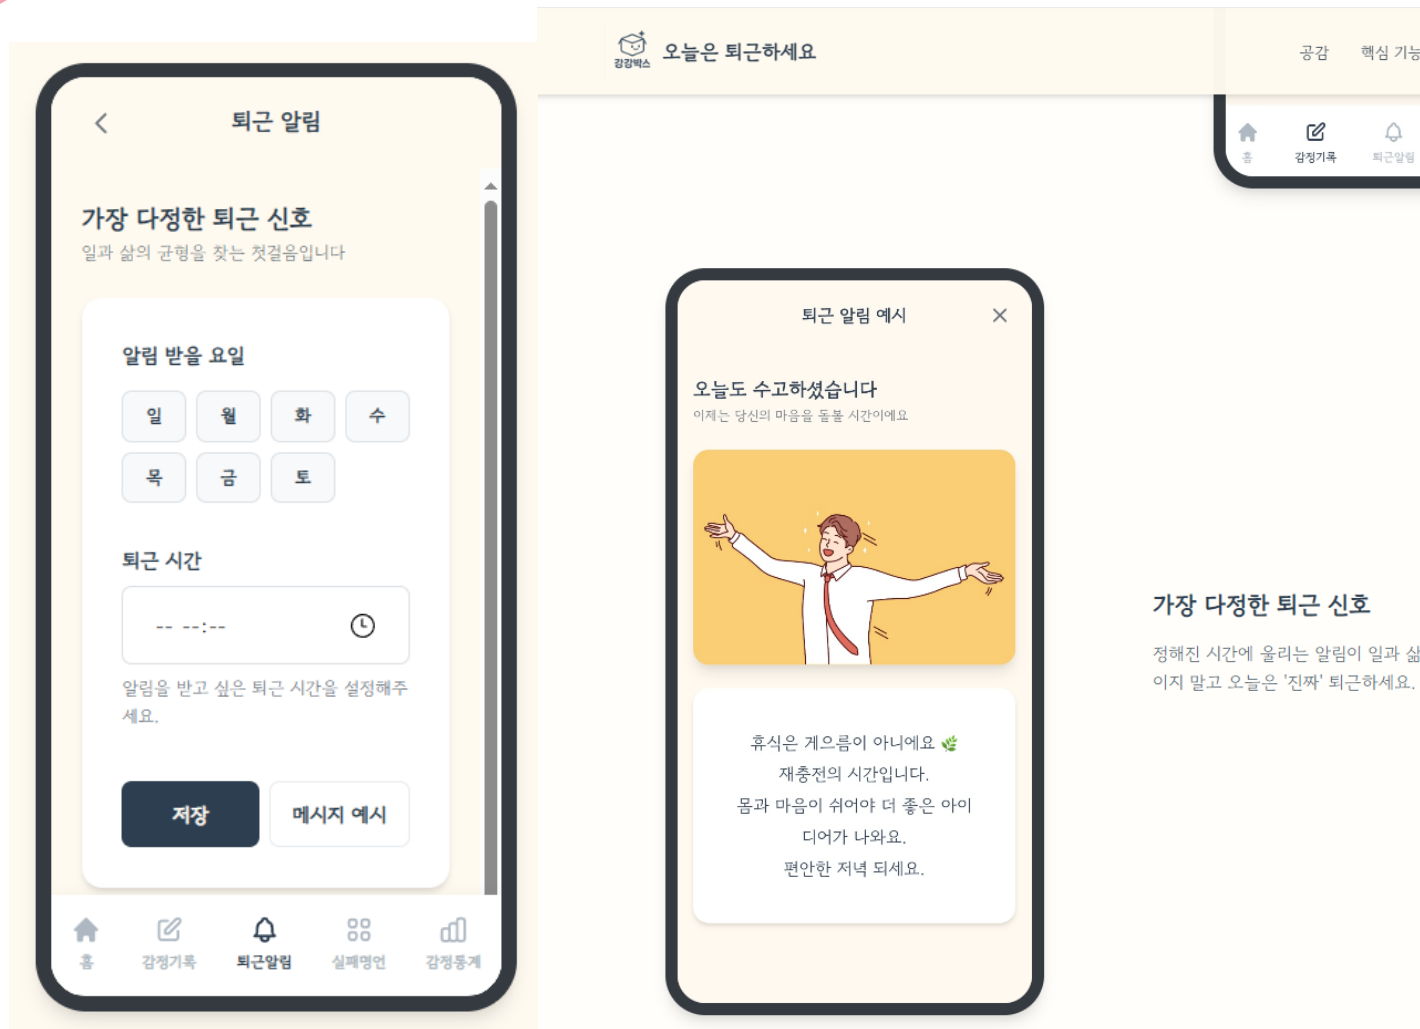 퇴근 알림
가장 다정한 퇴근 신호
일과 삶의 균형을 찾는 첫걸음입니다
알림 받을 요일
일 월 화 수
목 금 토
퇴근 시간
-- --:--
알림을 받고 싶은 퇴근 시간을 설정해주
세요.
저장 메시지 예시
홈 감정기록 퇴근알림 실패명언 감정통계
감감박스 오늘은 퇴근하세요
공감 핵심 기능
홈 감정기록 퇴근알림
퇴근 알림 예시
오늘도 수고하셨습니다
이제는 당신의 마음을 돌볼 시간이에요
휴식은 게으름이 아니에요 🌿
재충전의 시간입니다.
몸과 마음이 쉬어야 더 좋은 아이
디어가 나와요.
편안한 저녁 되세요.
가장 다정한 퇴근 신호
정해진 시간에 울리는 알림이 일과 삶
이지 말고 오늘은 '진짜' 퇴근하세요.